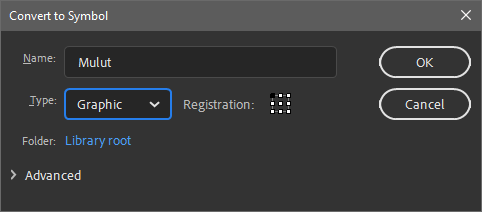 Convert to Symbol
Name: Mulut OK
Type: Graphic Registration: Cancel
Folder: Library root
Advanced